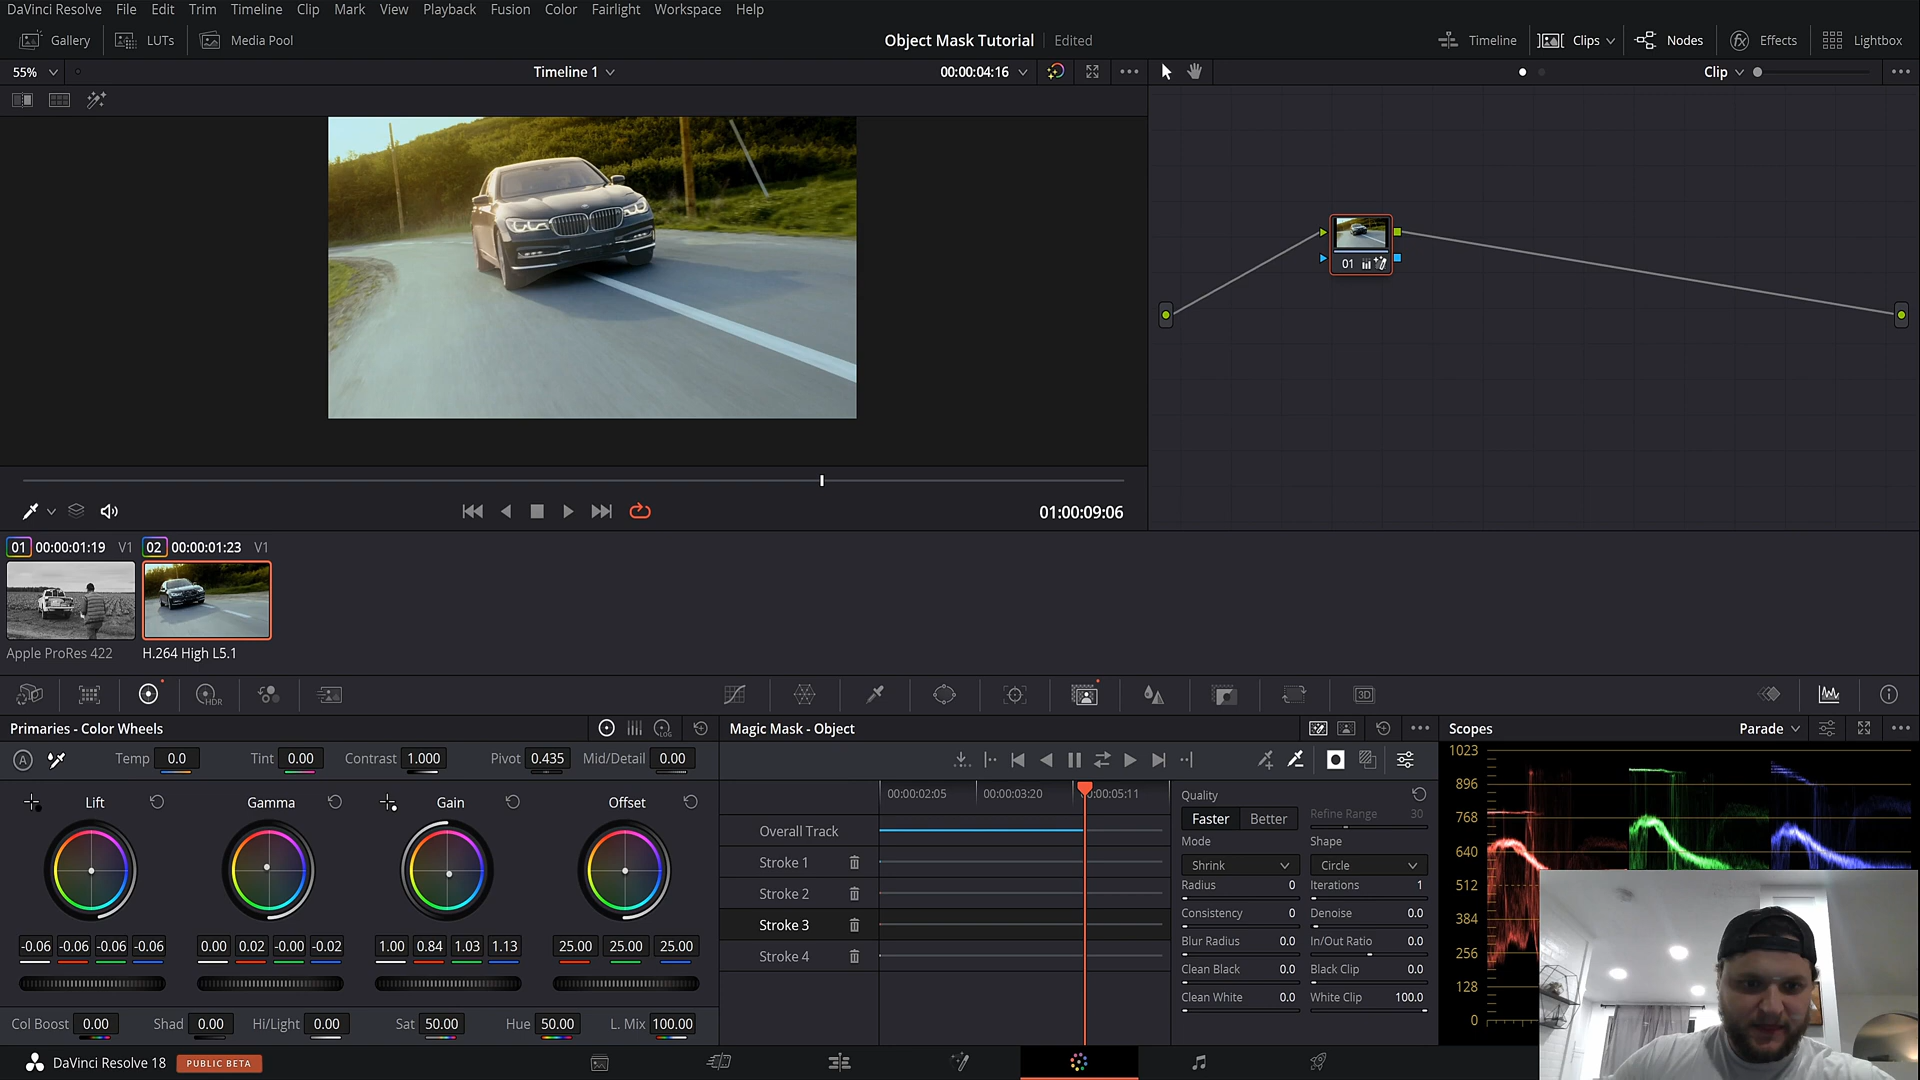 DaVinci Resolve File Edit Trim Timeline Clip Mark View Playback Fusion Color Fairlight Workspace Help
Gallery LUTs Media Pool Object Mask Tutorial Edited Timeline Clips Nodes Effects Lightbox
55% Timeline 1 00:00:04:16 Clip
01:00:09:06
01 00:00:01:19 V1 02 00:00:01:23 V1
Apple ProRes 422 H.264 High L5.1
HDR 3D
Primaries - Color Wheels LOG Magic Mask - Object Scopes Parade
A Temp 0.0 Tint 0.00 Contrast 1.000 Pivot 0.435 Mid/Detail 0.00
Lift Gamma Gain Offset
-0.06 -0.06 -0.06 -0.06 0.00 0.02 -0.00 -0.02 1.00 0.84 1.03 1.13 25.00 25.00 25.00
Col Boost 0.00 Shad 0.00 Hi/Light 0.00 Sat 50.00 Hue 50.00 L. Mix 100.00
00:00:02:05 00:00:03:20 :00:05:11
Overall Track
Stroke 1
Stroke 2
Stroke 3
Stroke 4
Quality
Faster Better Refine Range 30
Mode Shape
Shrink Circle
Radius 0 Iterations 1
Consistency 0 Denoise 0.0
Blur Radius 0.0 In/Out Ratio 0.0
Clean Black 0.0 Black Clip 0.0
Clean White 0.0 White Clip 100.0
1023
896
768
640
512
384
256
128
0
DaVinci Resolve 18 PUBLIC BETA